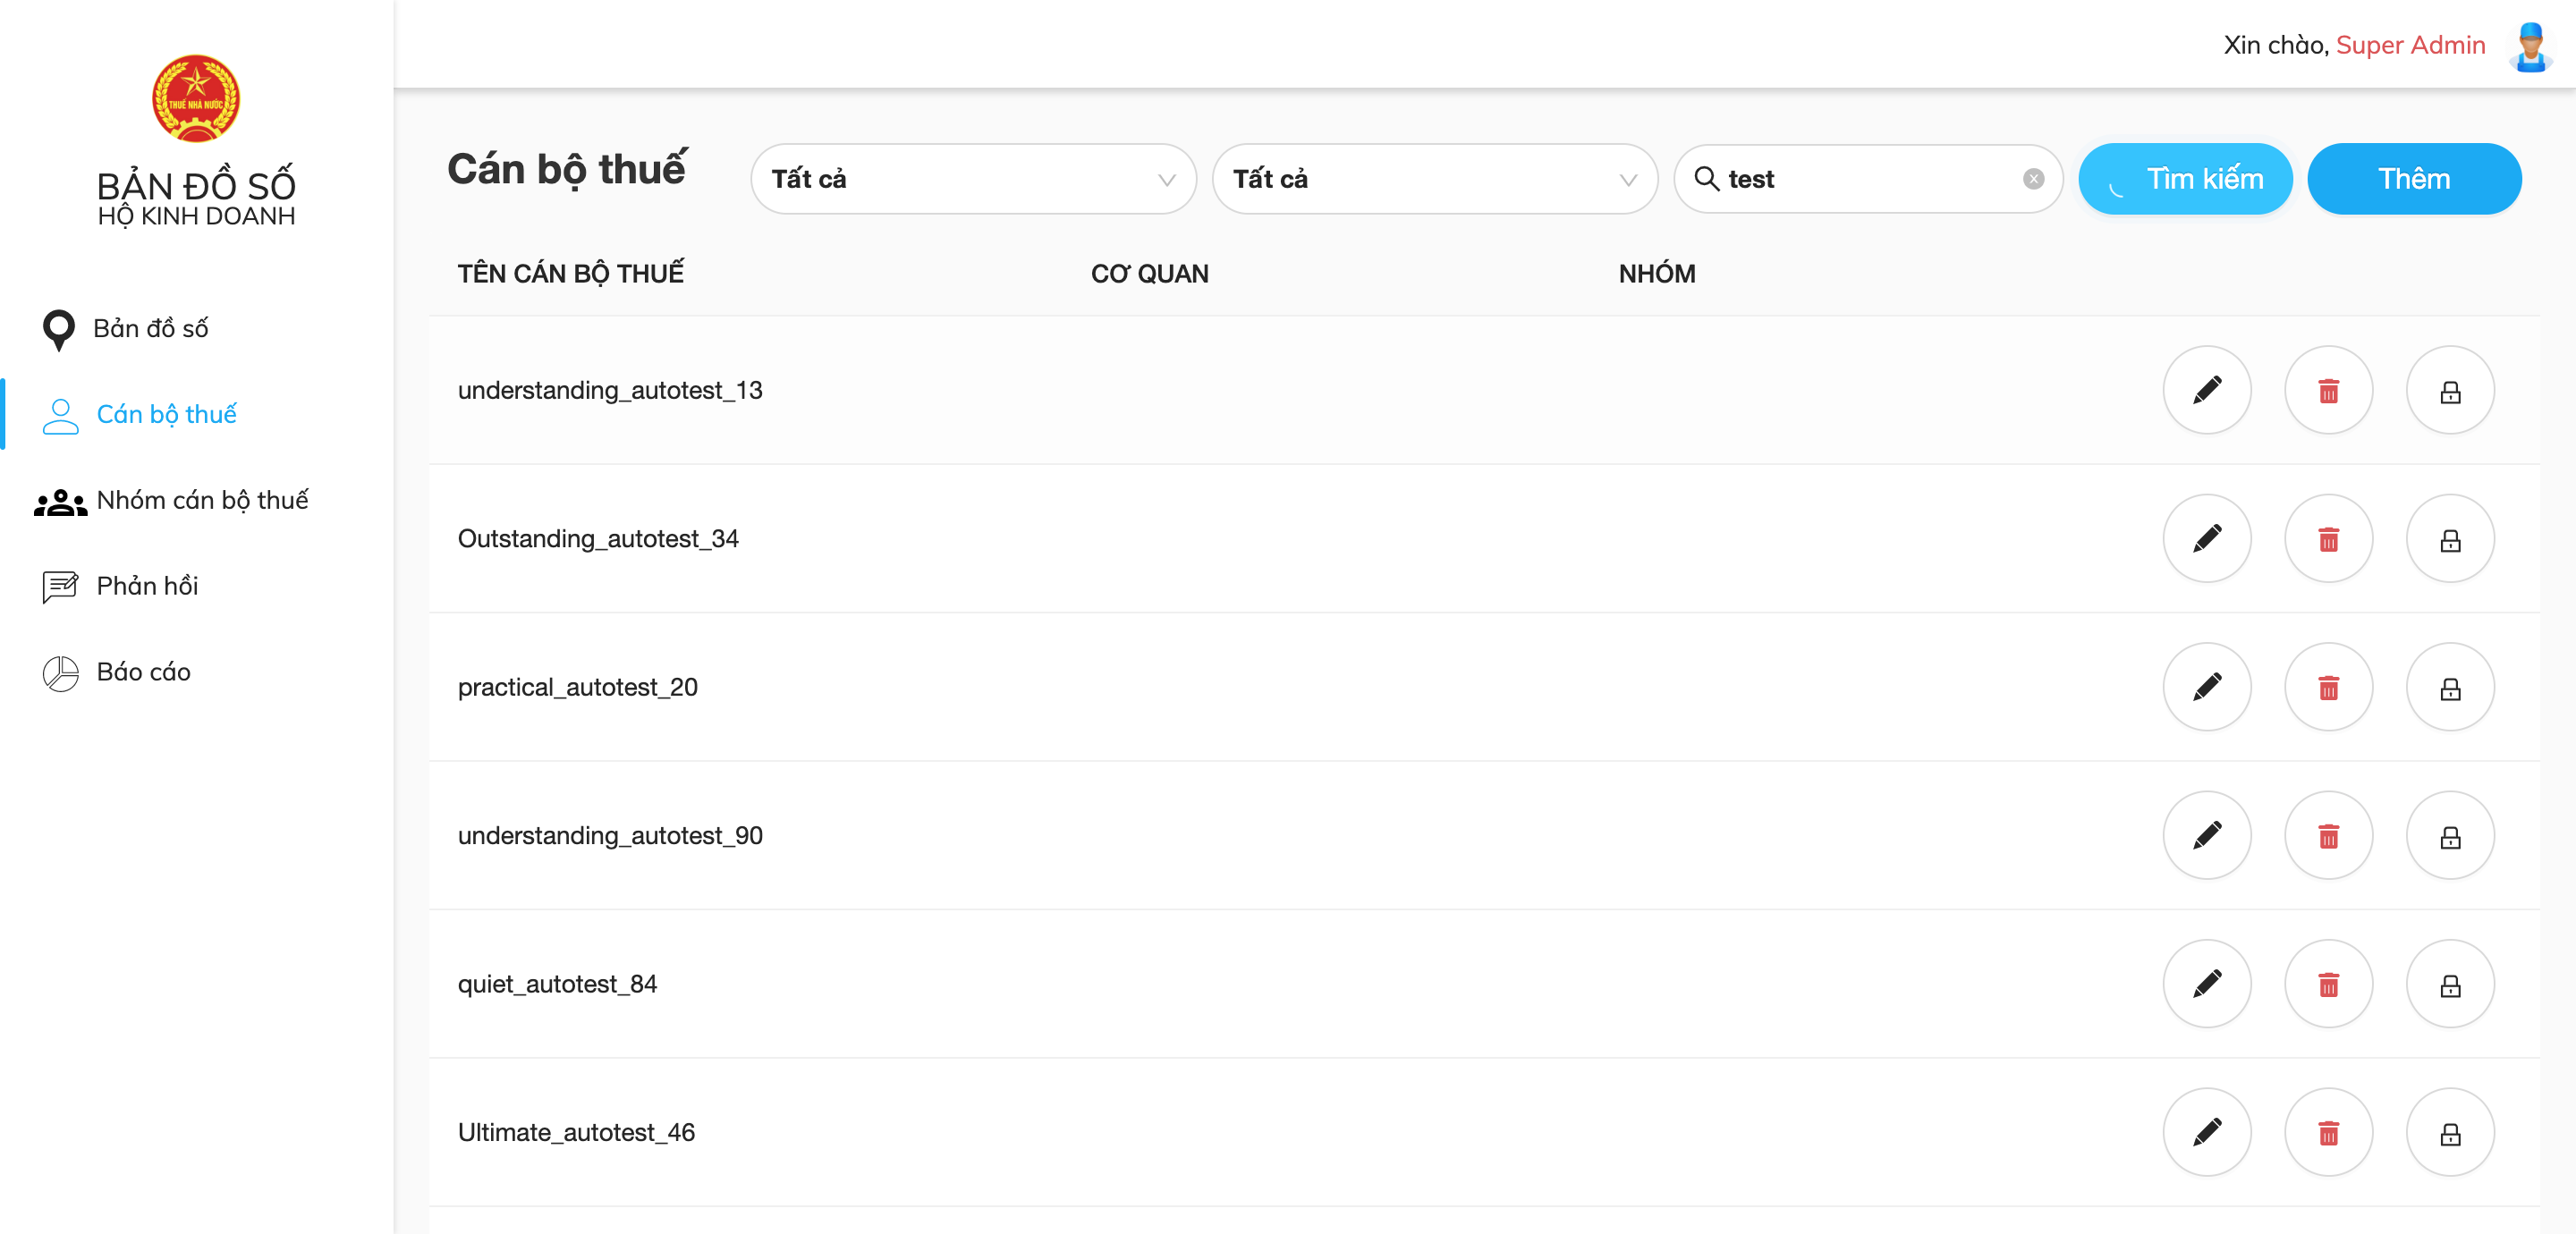 THUẾ NHÀ NƯỚC
BẢN ĐỒ SỐ
HỘ KINH DOANH
Bản đồ số
Cán bộ thuế
Nhóm cán bộ thuế
Phản hồi
Báo cáo
Xin chào, Super Admin
Cán bộ thuế
Tất cả
Tất cả
test
Tìm kiếm
Thêm
TÊN CÁN BỘ THUẾ
CƠ QUAN
NHÓM
understanding_autotest_13
Outstanding_autotest_34
practical_autotest_20
understanding_autotest_90
quiet_autotest_84
Ultimate_autotest_46